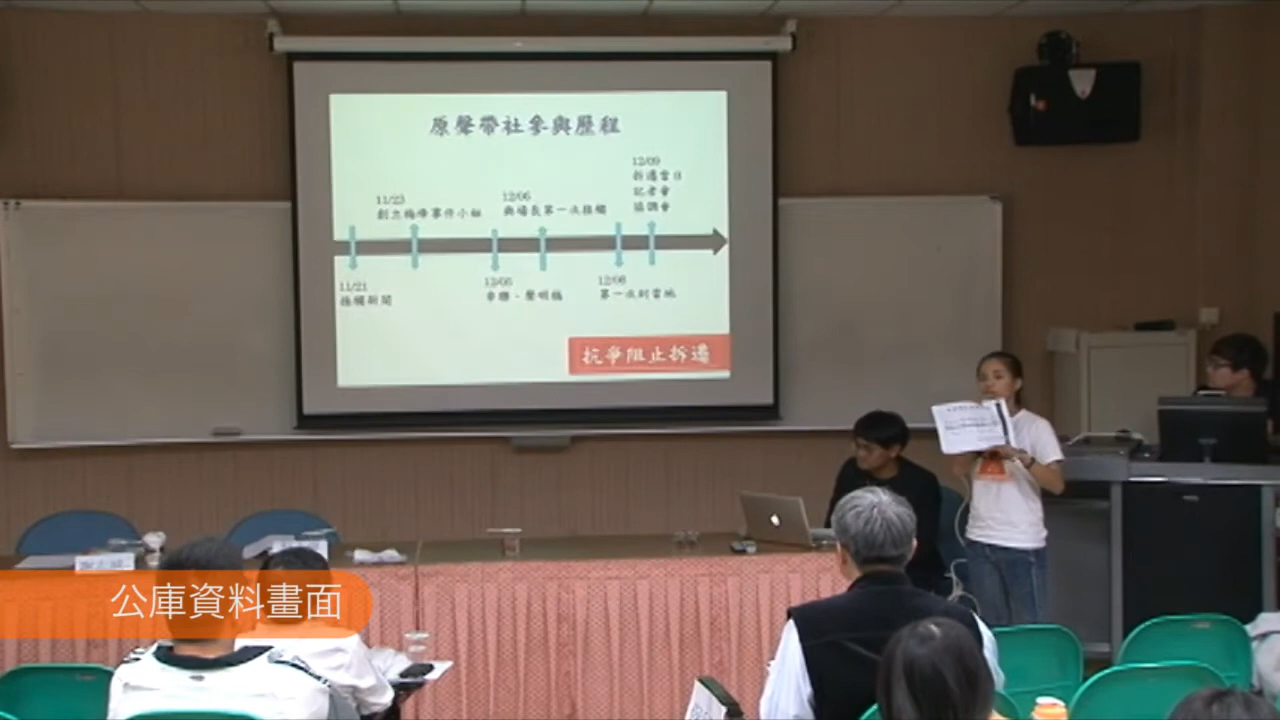 原聲帶社參與歷程
12/09
拆遷當日
記者會
協調會
11/23
創立梅峰事件小組
12/06
與場長第一次接觸
11/21
接觸新聞
12/05
串聯、聲明稿
12/08
第一次到當地
抗爭阻止拆遷
公庫資料畫面